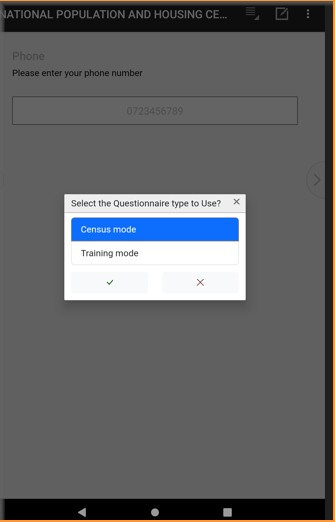 NATIONAL POPULATION AND HOUSING CE...
Phone
Please enter your phone number
0723456789
Select the Questionnaire type to Use?
Census mode
Training mode